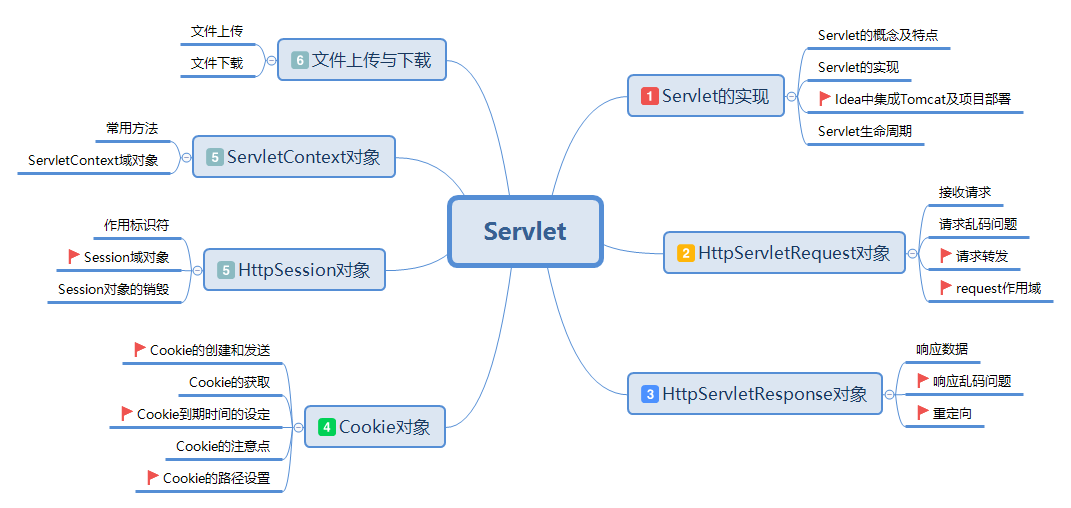 Servlet
1 Servlet的实现
Servlet的概念及特点
Servlet的实现
Idea中集成Tomcat及项目部署
Servlet生命周期
2 HttpServletRequest对象
接收请求
请求乱码问题
请求转发
request作用域
3 HttpServletResponse对象
响应数据
响应乱码问题
重定向
4 Cookie对象
Cookie的创建和发送
Cookie的获取
Cookie到期时间的设定
Cookie的注意点
Cookie的路径设置
5 HttpSession对象
作用标识符
Session域对象
Session对象的销毁
5 ServletContext对象
常用方法
ServletContext域对象
6 文件上传与下载
文件上传
文件下载